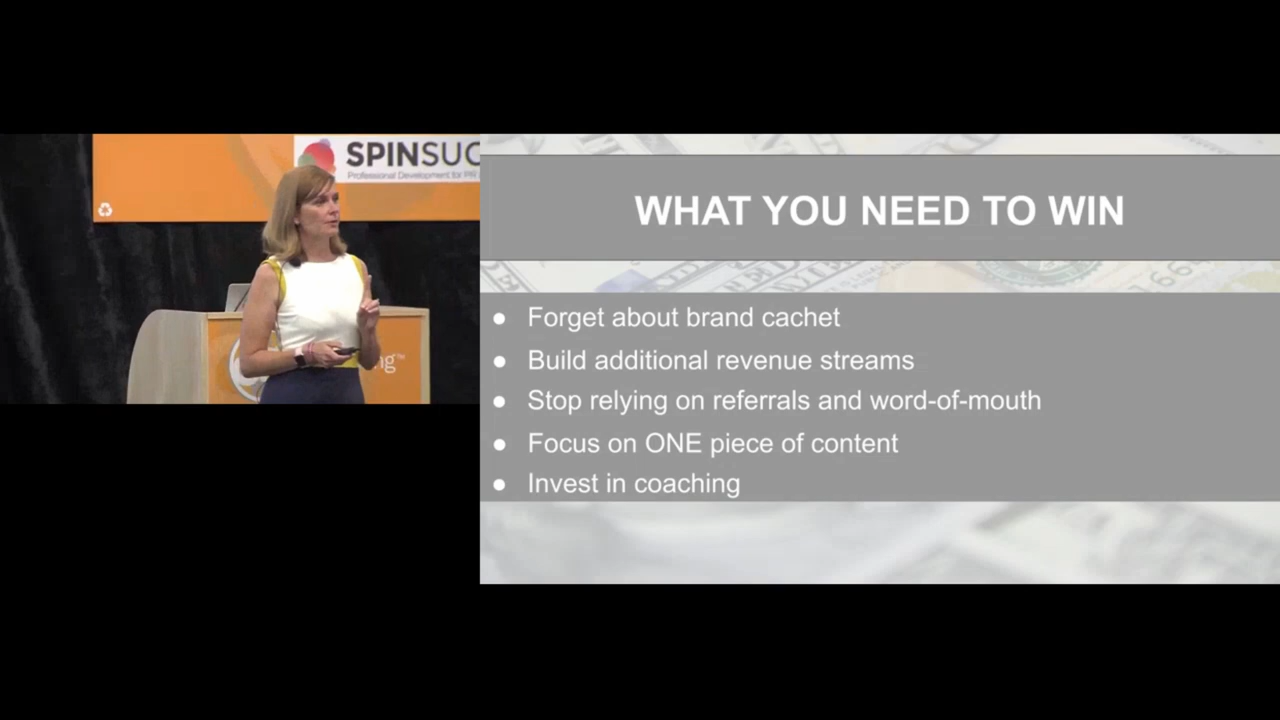 SPINSUC
Professional Development for PR
ng™
WHAT YOU NEED TO WIN
● Forget about brand cachet
● Build additional revenue streams
● Stop relying on referrals and word-of-mouth
● Focus on ONE piece of content
● Invest in coaching